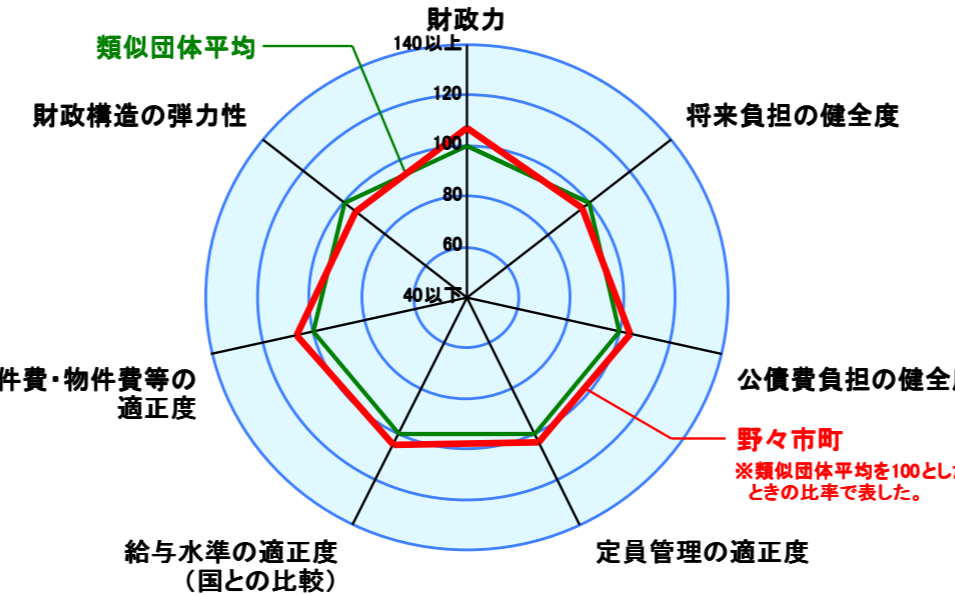 財政力
類似団体平均
140以上
財政構造の弾力性
120
将来負担の健全度
100
80
60
40以下
件費・物件費等の
適正度
公債費負担の健全度
野々市町
※類似団体平均を100とした
ときの比率で表した。
給与水準の適正度
（国との比較）
定員管理の適正度